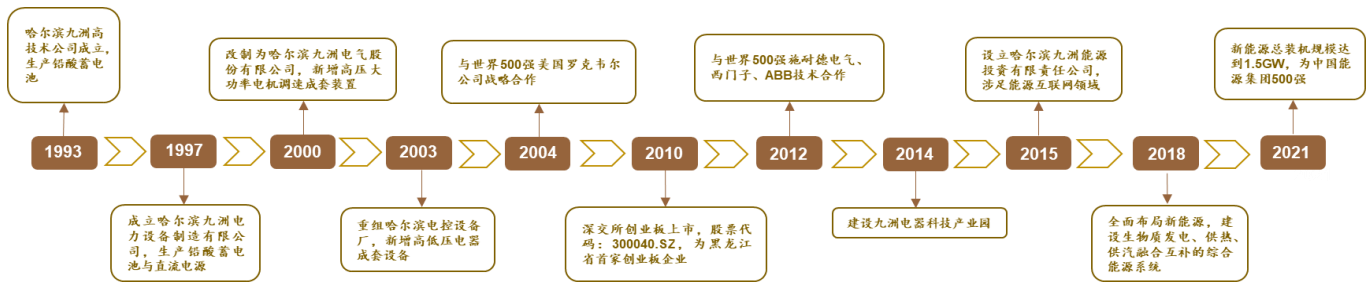 哈尔滨九洲高
技术公司成立，
生产铅酸蓄电
池
改制为哈尔滨九洲电气股
份有限公司，新增高压大
功率电机调速成套装置
与世界500强美国罗克韦尔
公司战略合作
与世界500强施耐德电气、
西门子、ABB技术合作
设立哈尔滨九洲能源
投资有限责任公司，
涉足能源互联网领域
新能源总装机规模达
到1.5GW，为中国能
源集团500强
1993
1997
2000
2003
2004
2010
2012
2014
2015
2018
2021
成立哈尔滨九洲电
力设备制造有限公
司，生产铅酸蓄电
池与直流电源
重组哈尔滨电控设备
厂，新增高低压电器
成套设备
深交所创业板上市，股票代
码：300040.SZ，为黑龙江
省首家创业板企业
建设九洲电器科技产业园
全面布局新能源，建
设生物质发电、供热、
供汽融合互补的综合
能源系统